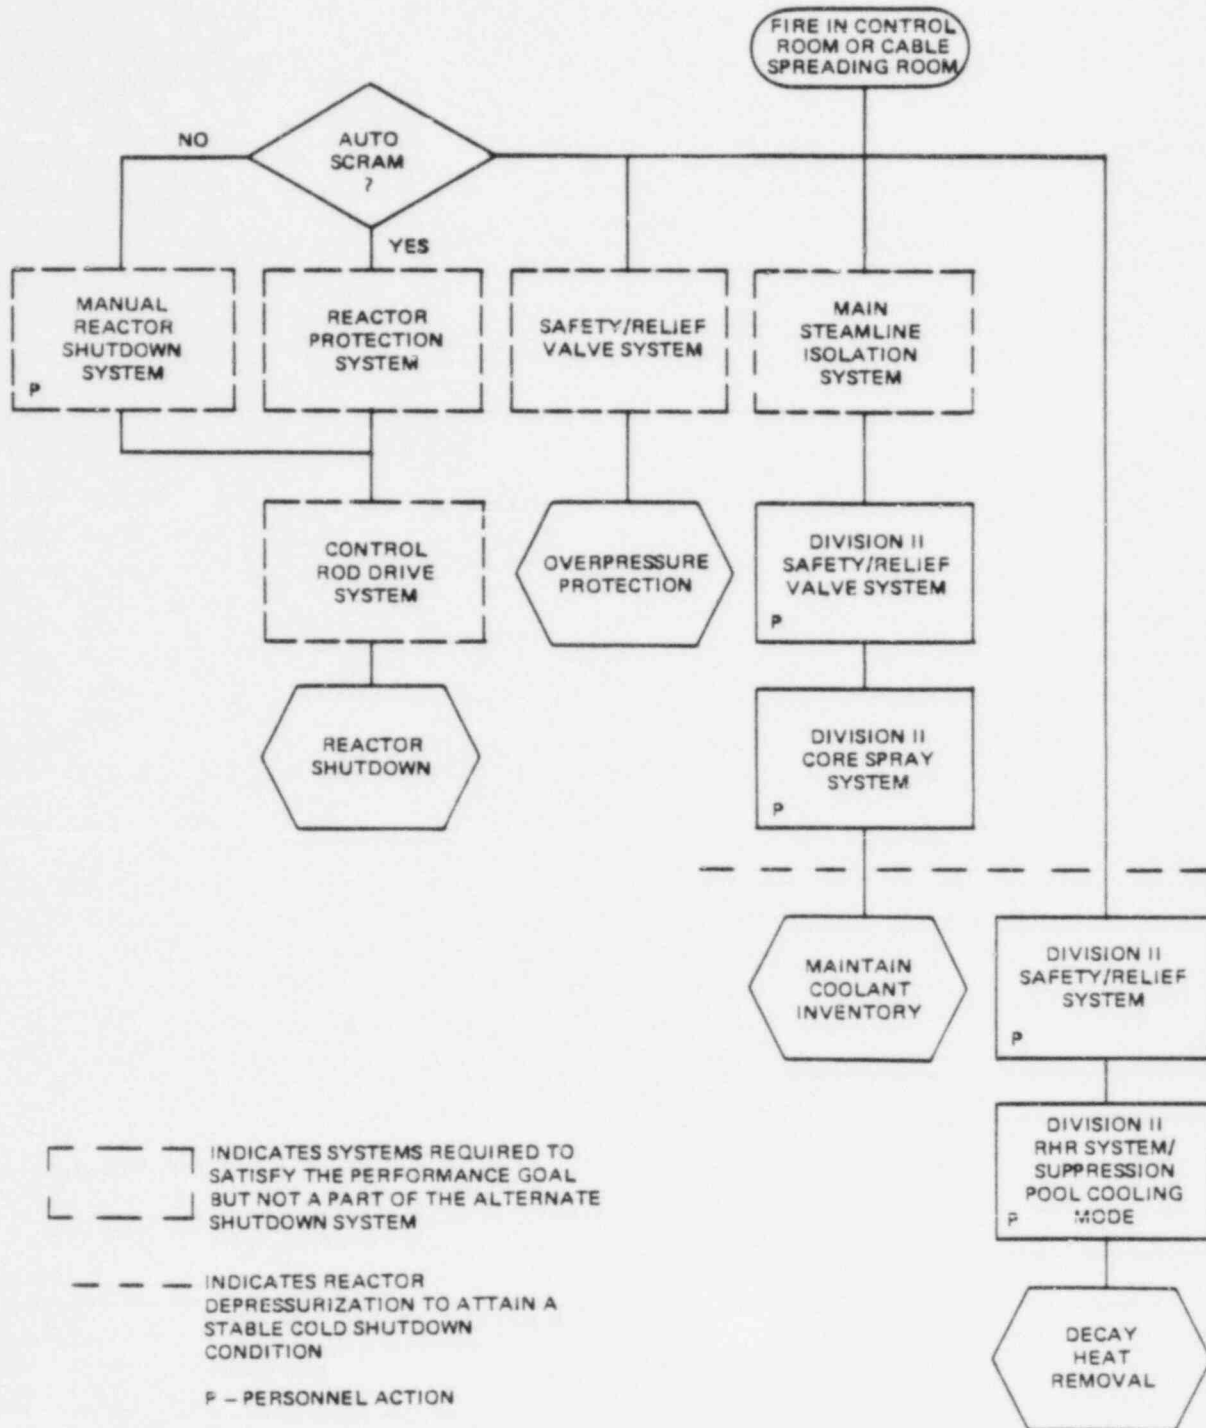 FIRE IN CONTROL
ROOM OR CABLE
SPREADING ROOM
NO
AUTO
SCRAM
?
YES
MANUAL
REACTOR
SHUTDOWN
SYSTEM
P
REACTOR
PROTECTION
SYSTEM
SAFETY/RELIEF
VALVE SYSTEM
MAIN
STEAMLINE
ISOLATION
SYSTEM
CONTROL
ROD DRIVE
SYSTEM
OVERPRESSURE
PROTECTION
DIVISION II
SAFETY/RELIEF
VALVE SYSTEM
P
REACTOR
SHUTDOWN
DIVISION II
CORE SPRAY
SYSTEM
P
MAINTAIN
COOLANT
INVENTORY
DIVISION II
SAFETY/RELIEF
SYSTEM
P
DIVISION II
RHR SYSTEM/
SUPPRESSION
POOL COOLING
P MODE
DECAY
HEAT
REMOVAL
INDICATES SYSTEMS REQUIRED TO
SATISFY THE PERFORMANCE GOAL
BUT NOT A PART OF THE ALTERNATE
SHUTDOWN SYSTEM
INDICATES REACTOR
DEPRESSURIZATION TO ATTAIN A
STABLE COLD SHUTDOWN
CONDITION
P – PERSONNEL ACTION